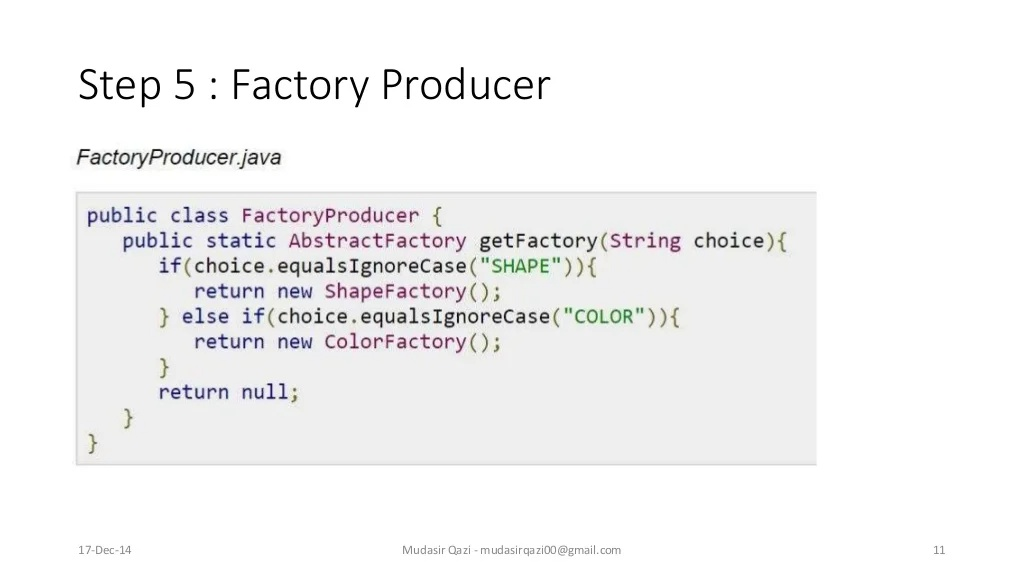 Step 5 : Factory Producer
FactoryProducer.java
public class FactoryProducer {
   public static AbstractFactory getFactory(String choice){
      if(choice.equalsIgnoreCase("SHAPE")){
         return new ShapeFactory();
      } else if(choice.equalsIgnoreCase("COLOR")){
         return new ColorFactory();
      }
      return null;
   }
}
17-Dec-14
Mudasir Qazi - mudasirqazi00@gmail.com
11